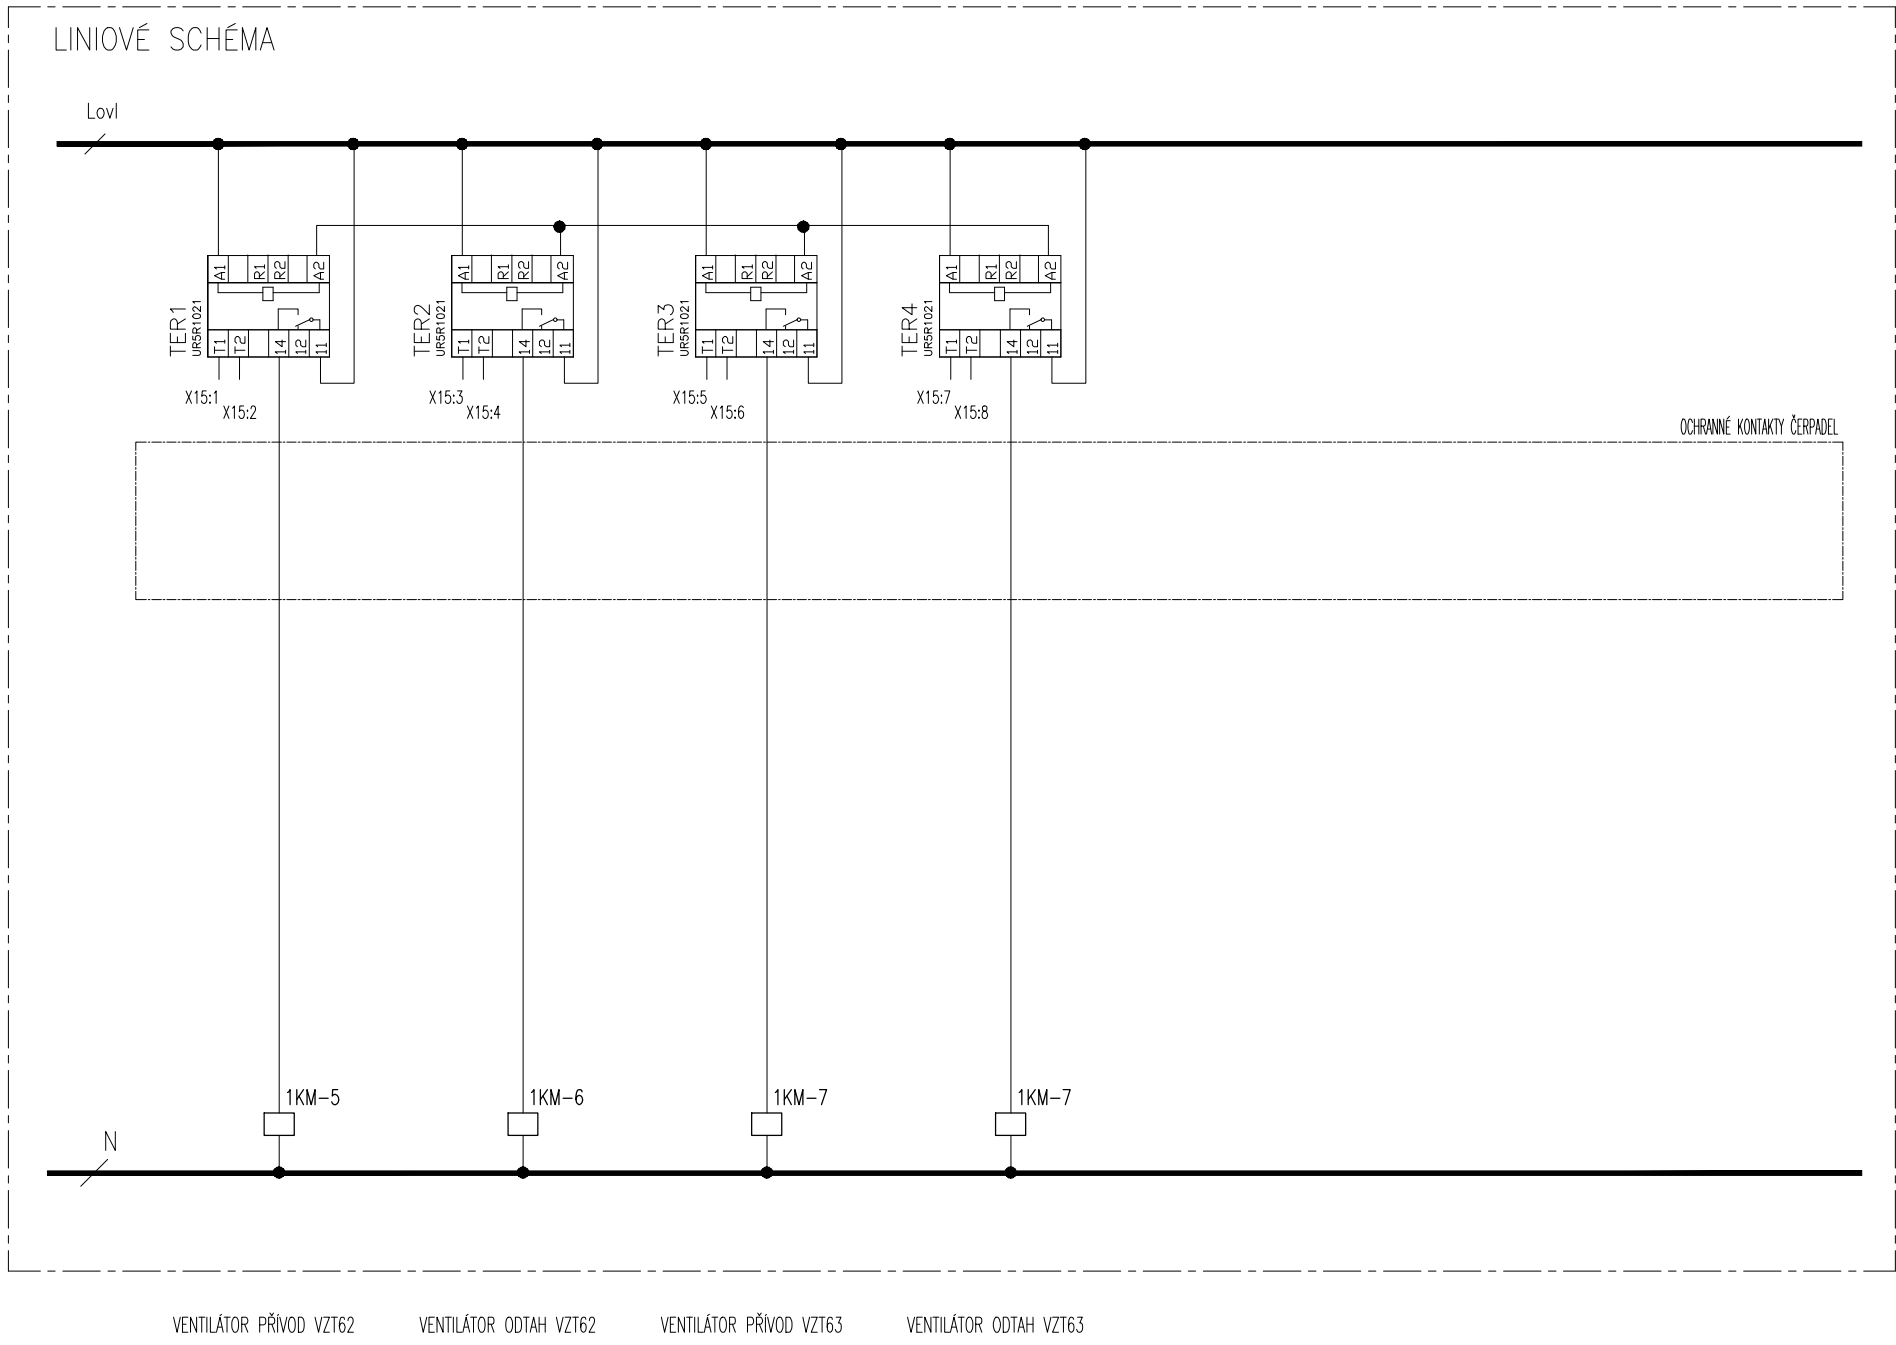 LINIOVÉ SCHÉMA
Lovl
A1 R1 R2 A2
A1 R1 R2 A2
A1 R1 R2 A2
A1 R1 R2 A2
TER1
UR5R1021
TER2
UR5R1021
TER3
UR5R1021
TER4
UR5R1021
T1 T2 14 12 11
T1 T2 14 12 11
T1 T2 14 12 11
T1 T2 14 12 11
X15:1
X15:2
X15:3
X15:4
X15:5
X15:6
X15:7
X15:8
OCHRANNÉ KONTAKTY ČERPADEL
1KM-5
1KM-6
1KM-7
1KM-7
N
VENTILÁTOR PŘÍVOD VZT62
VENTILÁTOR ODTAH VZT62
VENTILÁTOR PŘÍVOD VZT63
VENTILÁTOR ODTAH VZT63